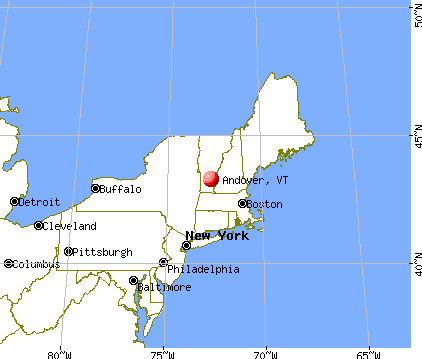 50°N
45°N
Andover, VT
Buffalo
Detroit
Boston
Cleveland
New York
Pittsburgh
Columbus
Philadelphia
40°N
Baltimore
80°W
75°W
70°W
65°W